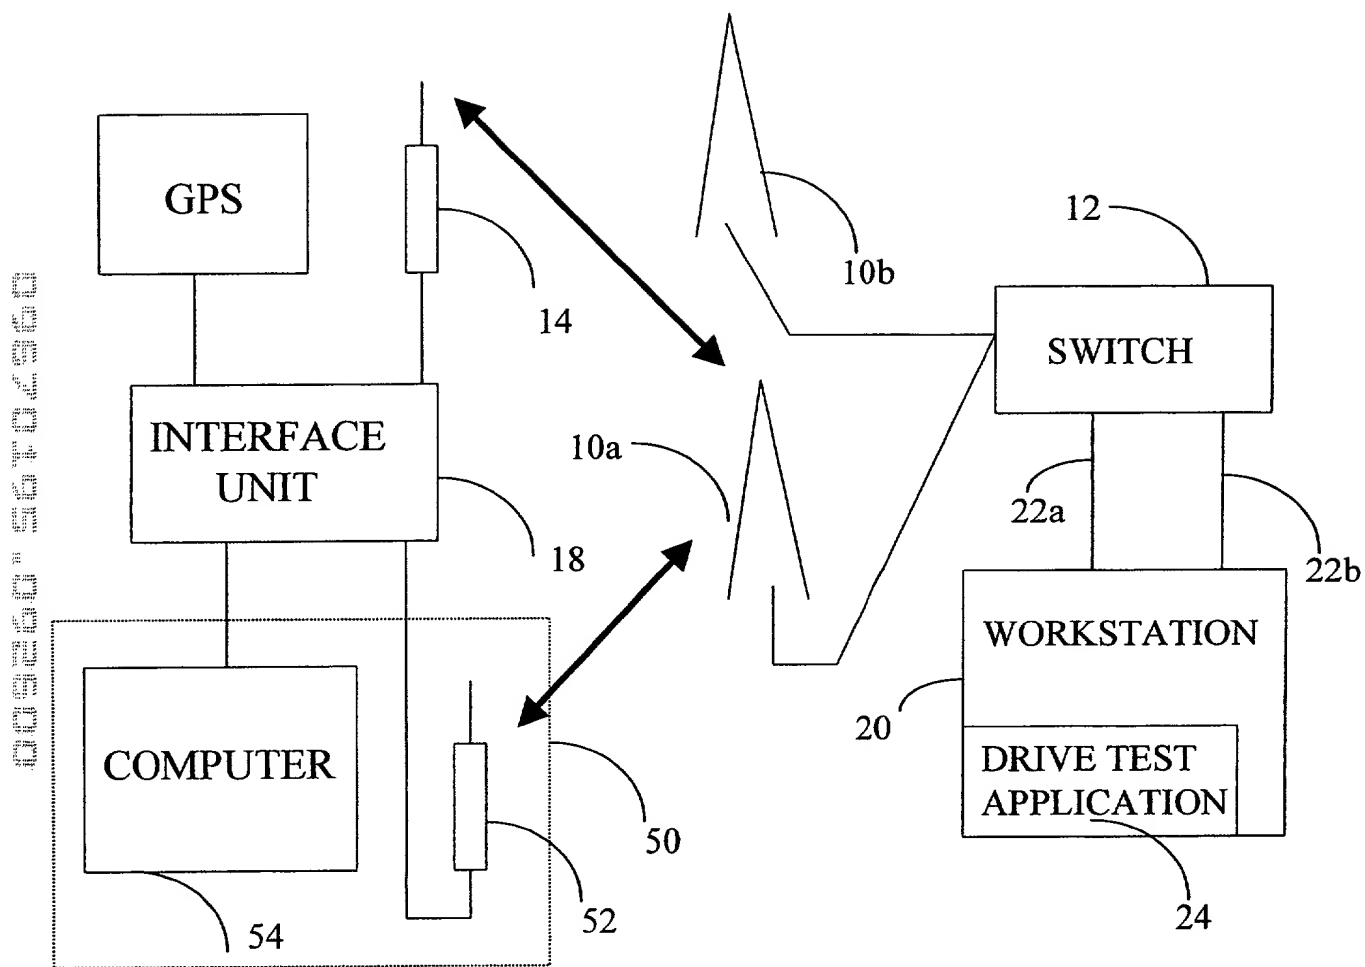 GPS
14
10b
12
SWITCH
INTERFACE
UNIT
10a
22a
22b
18
WORKSTATION
20
COMPUTER
DRIVE TEST
APPLICATION
50
52
24
54